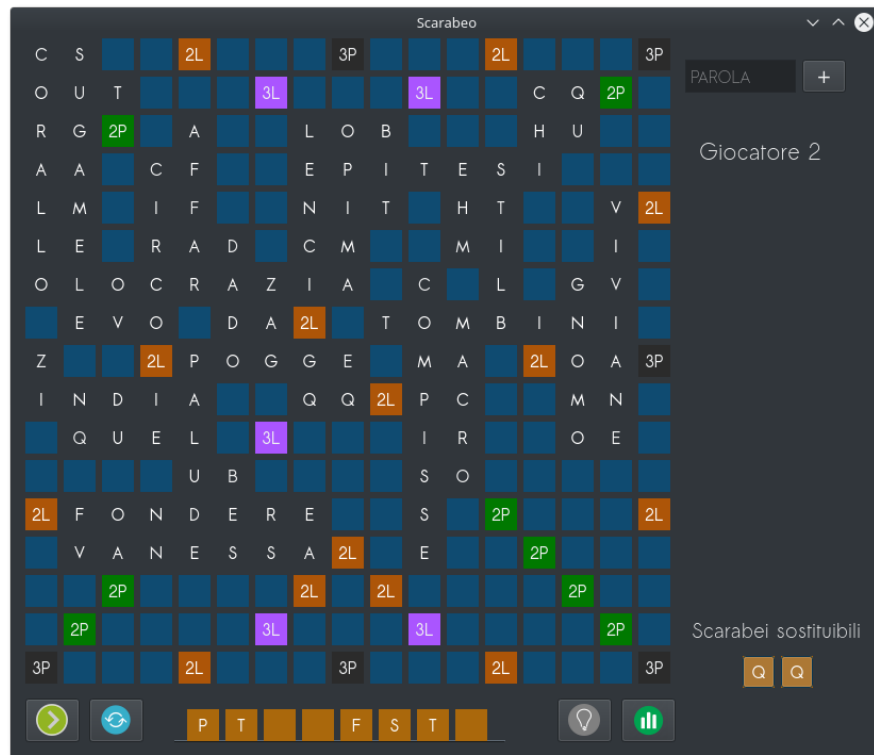 Scarabeo
C S 2L 3P 2L 3P
PAROLA +
O U T 3L 3L C Q 2P
R G 2P A L O B H U
Giocatore 2
A A C F E P I T E S I
L M I F N I T H T V 2L
L E R A D C M M I I
O L O C R A Z I A C L G V
E V O D A 2L T O M B I N I
Z 2L P O G G E M A 2L O A 3P
I N D I A Q Q 2L P C M N
Q U E L 3L I R O E
U B S O
2L F O N D E R E S 2P 2L
V A N E S S A 2L E 2P
2P 2L 2L 2P
2P 3L 3L 2P
Scarabei sostituibili
3P 2L 3P 2L 3P
Q Q
P T F S T